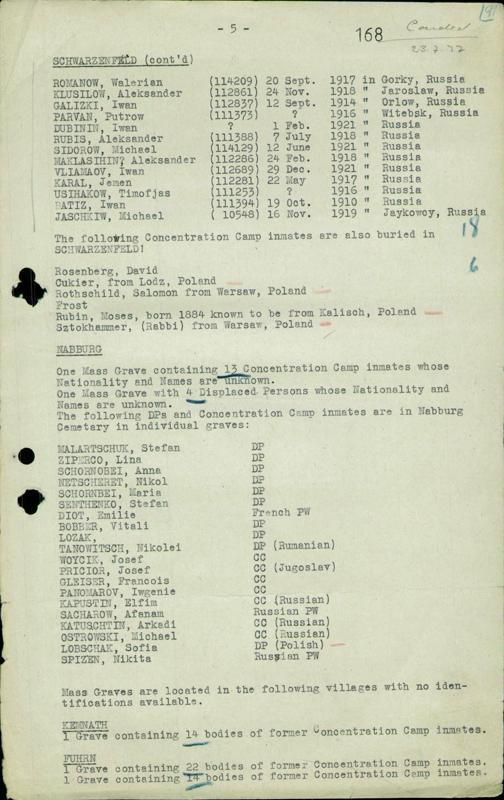 - 5 -
168
23.2.77
SCHWARZENFELD (cont'd)
ROMANOW, Walerian (114209) 20 Sept. 1917 in Gorky, Russia
KLUSILOW, Aleksander (112861) 24 Nov. 1918 " Jaroslaw, Russia
GALIZKI, Iwan (112837) 12 Sept. 1914 " Orlow, Russia
PARVAN, Putrow (111373) ? 1916 " Witebsk, Russia
DUBININ, Iwan ? 1 Feb. 1921 " Russia
RUBIS, Aleksander (111388) 7 July 1918 " Russia
SIDOROW, Michael (114129) 12 June 1921 " Russia
MAKLASIHIN? Aleksander (112286) 24 Feb. 1918 " Russia
VLIAMAOV, Iwan (112689) 29 Dec. 1921 " Russia
KARAL, Jemen (112281) 22 May 1917 " Russia
USIHAKOW, Timofjas (111253) ? 1916 " Russia
BATIZ, Iwan (111394) 19 Oct. 1910 " Russia
JASCHKIW, Michael ( 10548) 16 Nov. 1919 " Jaykowcy, Russia
18
The following Concentration Camp inmates are also buried in
SCHWARZENFELD!
6
Rosenberg, David
Cukier, from Lodz, Poland
Rothschild, Salomon from Warsaw, Poland
Frost
Rubin, Moses, born 1884 known to be from Kalisch, Poland
Sztokhammer, (Rabbi) from Warsaw, Poland
NABBURG
One Mass Grave containing 13 Concentration Camp inmates whose
Nationality and Names are unknown.
One Mass Grave with 4 Displaced Persons whose Nationality and
Names are unknown.
The following DPs and Concentration Camp inmates are in Nabburg
Cemetary in individual graves:
MALARTSCHUK, Stefan DP
ZIPERCO, Lina DP
SCHORNOBEI, Anna DP
NETSCHERET, Nikol DP
SCHORNBEI, Maria DP
SENTHENKO, Stefan DP
DIOT, Emilie French PW
BOBBER, Vitali DP
LOZAK, DP
TANOWITSCH, Nikolei DP (Rumanian)
WOYCIK, Josef CC
PRICIOR, Josef CC (Jugoslav)
GLEISER, Francois CC
PANOMAROV, Iwgenie CC
KAPUSTIN, Elfim CC (Russian)
SACHAROW, Afanam Russian PW
KATUSCHTIN, Arkadi CC (Russian)
OSTROWSKI, Michael CC (Russian)
LOBSCHAK, Sofia DP (Polish)
SPIZEN, Nikita Russian PW
Mass Graves are located in the following villages with no iden-
tifications available.
KEMNATH
1 Grave containing 14 bodies of former Concentration Camp inmates.
FUHRN
1 Grave containing 22 bodies of former Concentration Camp inmates.
1 Grave containing 14 bodies of former Concentration Camp inmates.